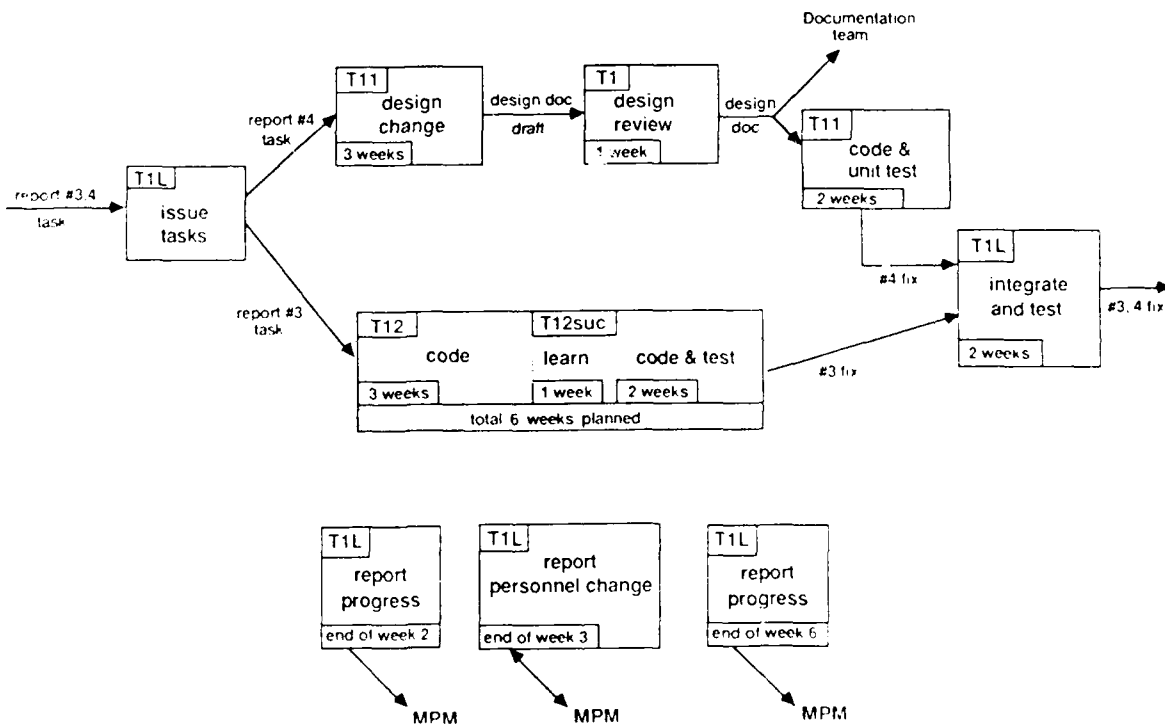 Documentation
team
T11
design
change
3 weeks
design doc
draft
T1
design
review
1 week
design
doc
T11
code &
unit test
2 weeks
report #4
task
report #3,4
task
T1L
issue
tasks
report #3
task
T12
code
3 weeks
T12suc
learn
1 week
code & test
2 weeks
total 6 weeks planned
#4 fix
#3 fix
T1L
integrate
and test
2 weeks
#3, 4 fix
T1L
report
progress
end of week 2
MPM
T1L
report
personnel change
end of week 3
MPM
T1L
report
progress
end of week 6
MPM